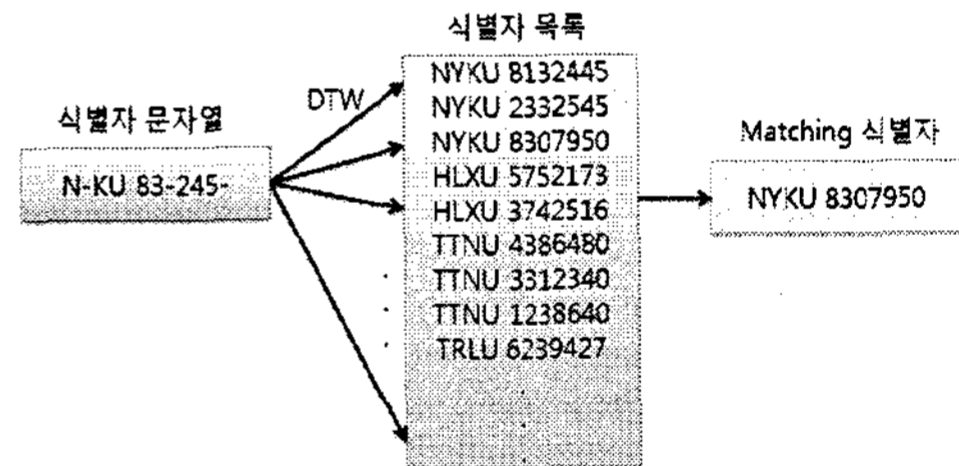 식별자 목록
DTW
식별자 문자열
N-KU 83-245-
NYKU 8132445
NYKU 2332545
NYKU 8307950
HLXU 5752173
HLXU 3742516
TTNU 4386480
TTNU 3312340
TTNU 1238640
TRLU 6239427
Matching 식별자
NYKU 8307950